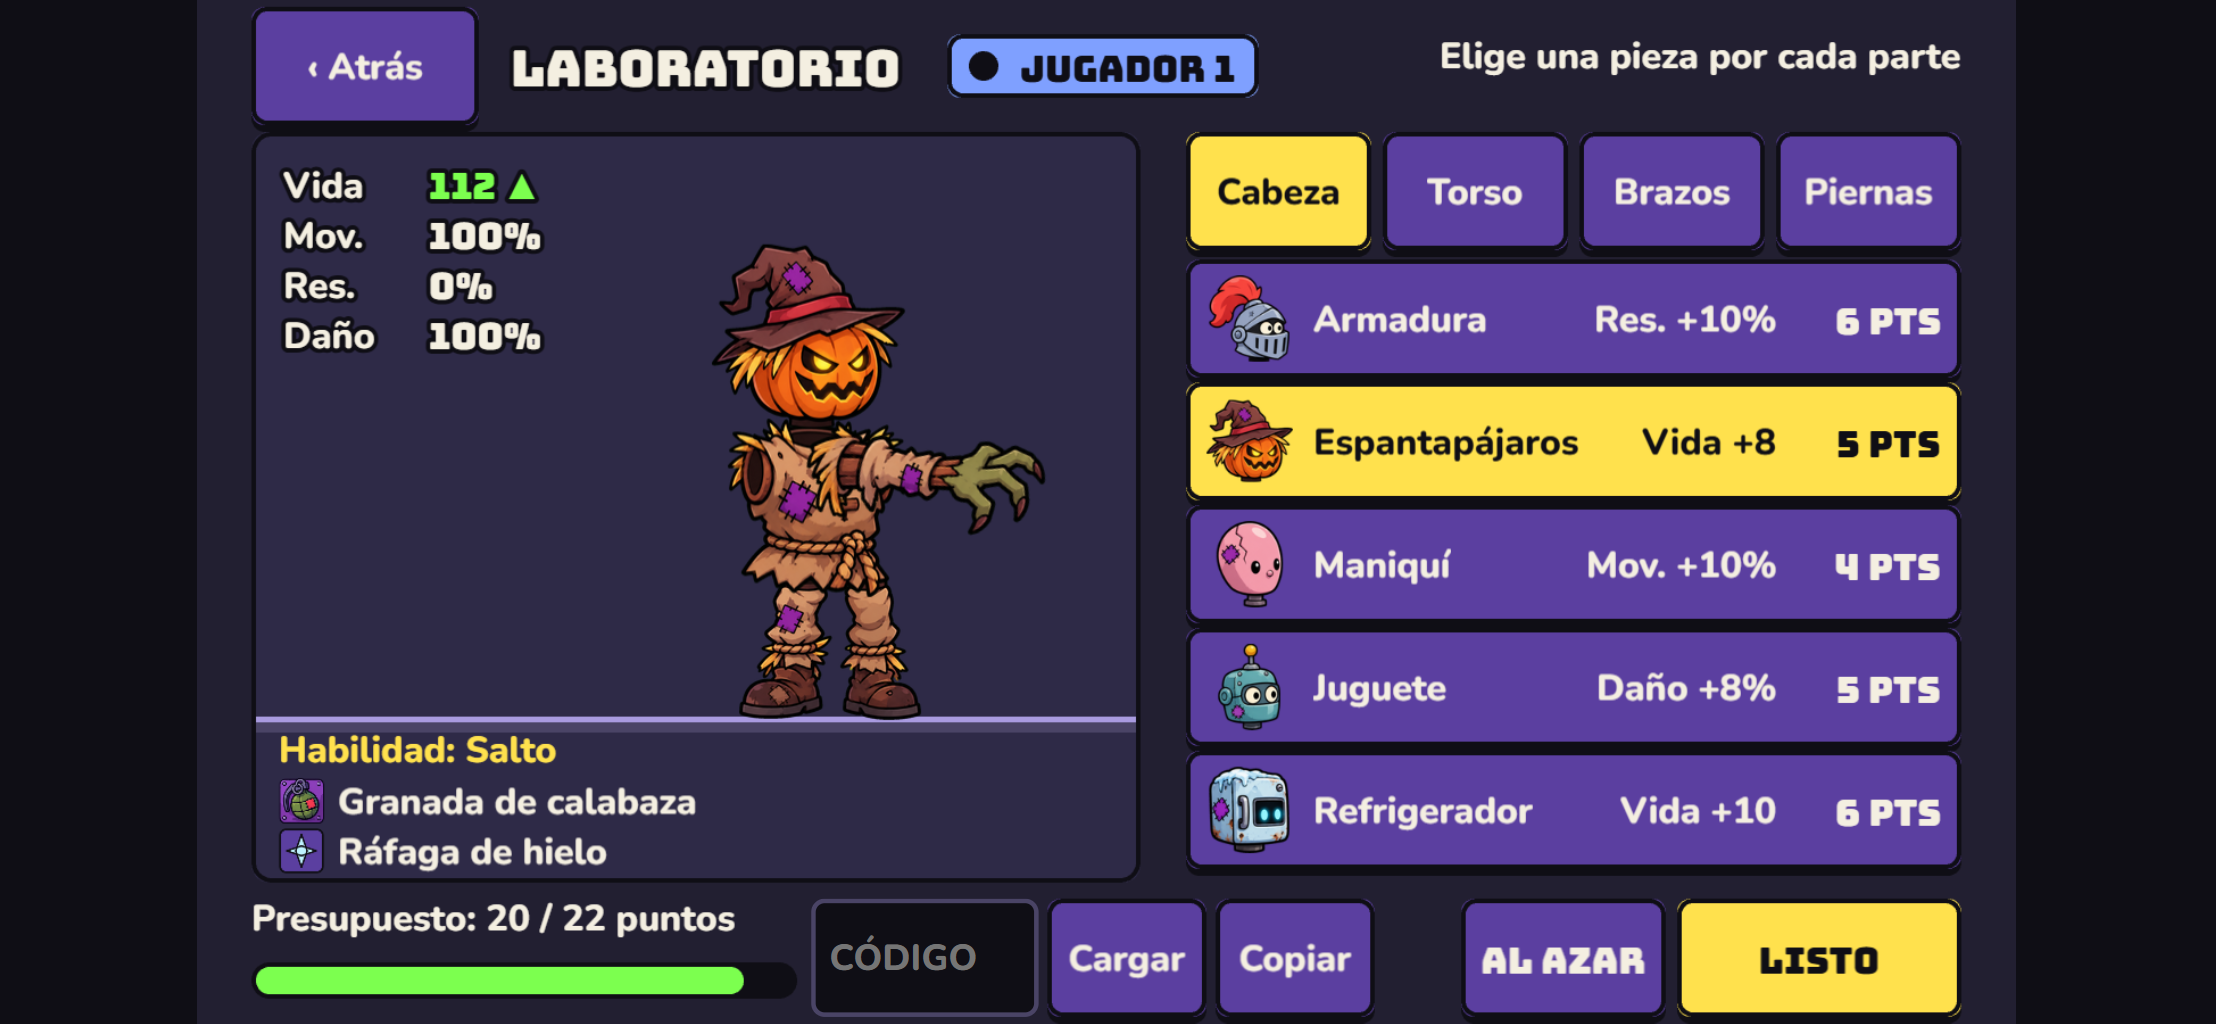 ‹ Atrás
LABORATORIO
JUGADOR 1
Elige una pieza por cada parte
Vida 112 ▲
Mov. 100%
Res. 0%
Daño 100%
Cabeza
Torso
Brazos
Piernas
Armadura Res. +10% 6 PTS
Espantapájaros Vida +8 5 PTS
Maniquí Mov. +10% 4 PTS
Juguete Daño +8% 5 PTS
Refrigerador Vida +10 6 PTS
Habilidad: Salto
Granada de calabaza
Ráfaga de hielo
Presupuesto: 20 / 22 puntos
CÓDIGO
Cargar
Copiar
AL AZAR
LISTO